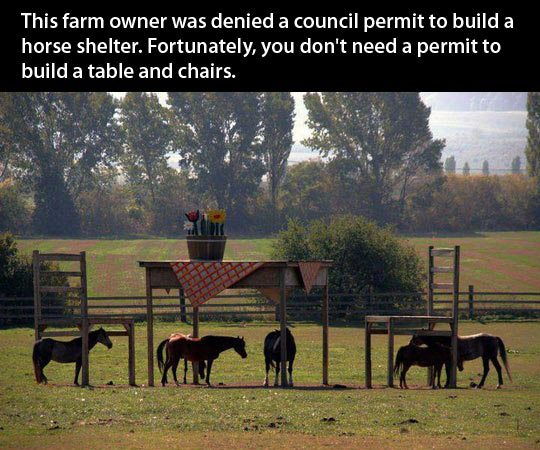 This farm owner was denied a council permit to build a
horse shelter. Fortunately, you don't need a permit to
build a table and chairs.